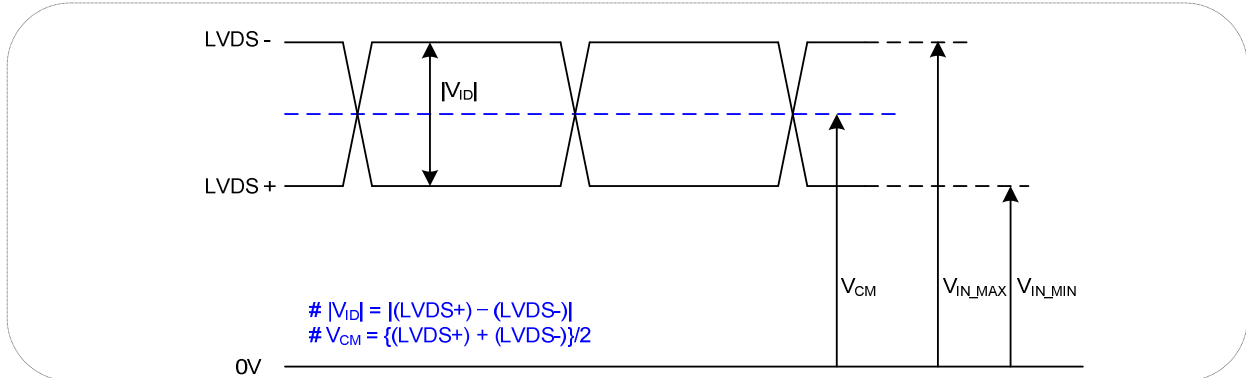 LVDS -
|VID|
LVDS +
VCM
VIN_MAX
VIN_MIN
# |VID| = |(LVDS+) – (LVDS-)|
# VCM = {(LVDS+) + (LVDS-)}/2
0V